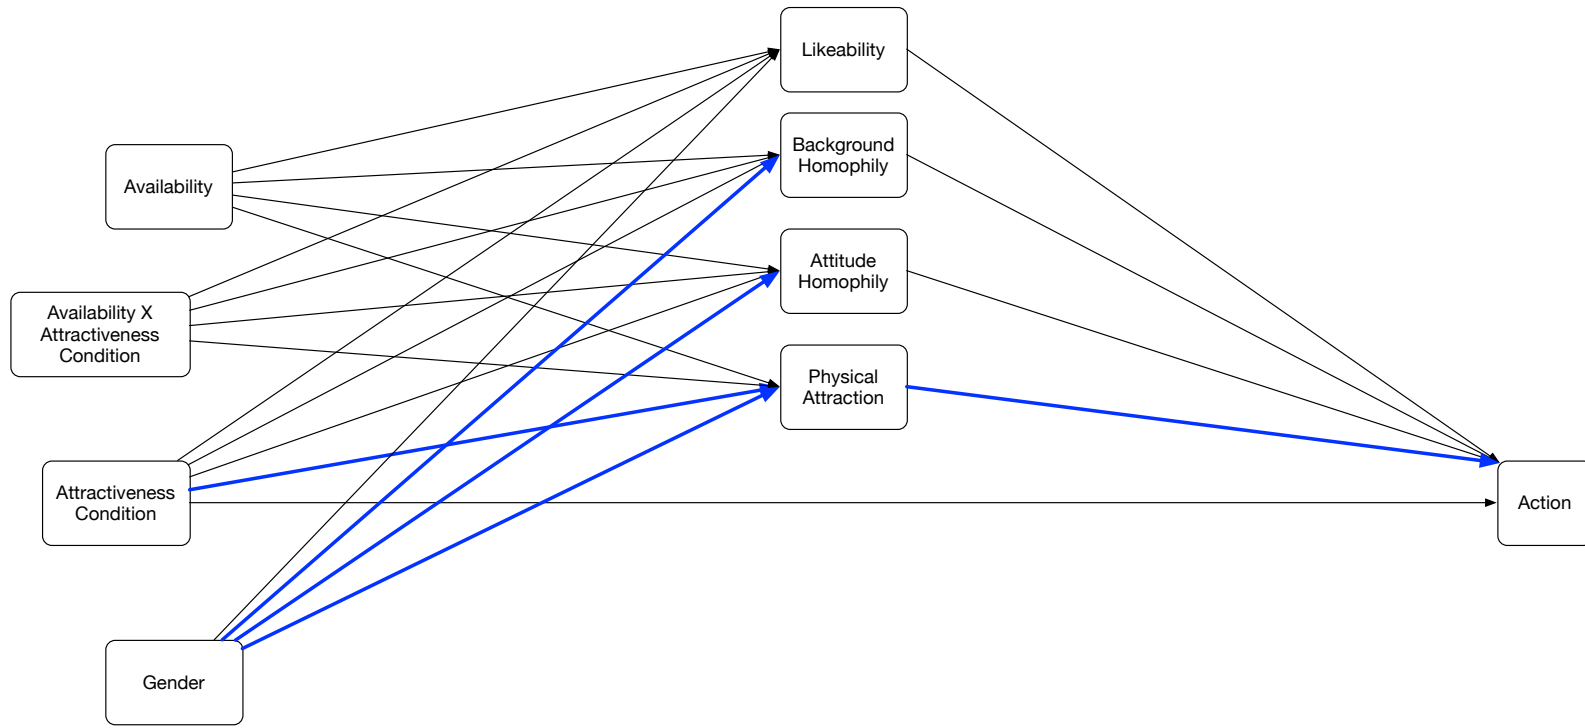 Likeability
Background
Homophily
Availability
Attitude
Homophily
Availability X
Attractiveness
Condition
Physical
Attraction
Attractiveness
Condition
Action
Gender